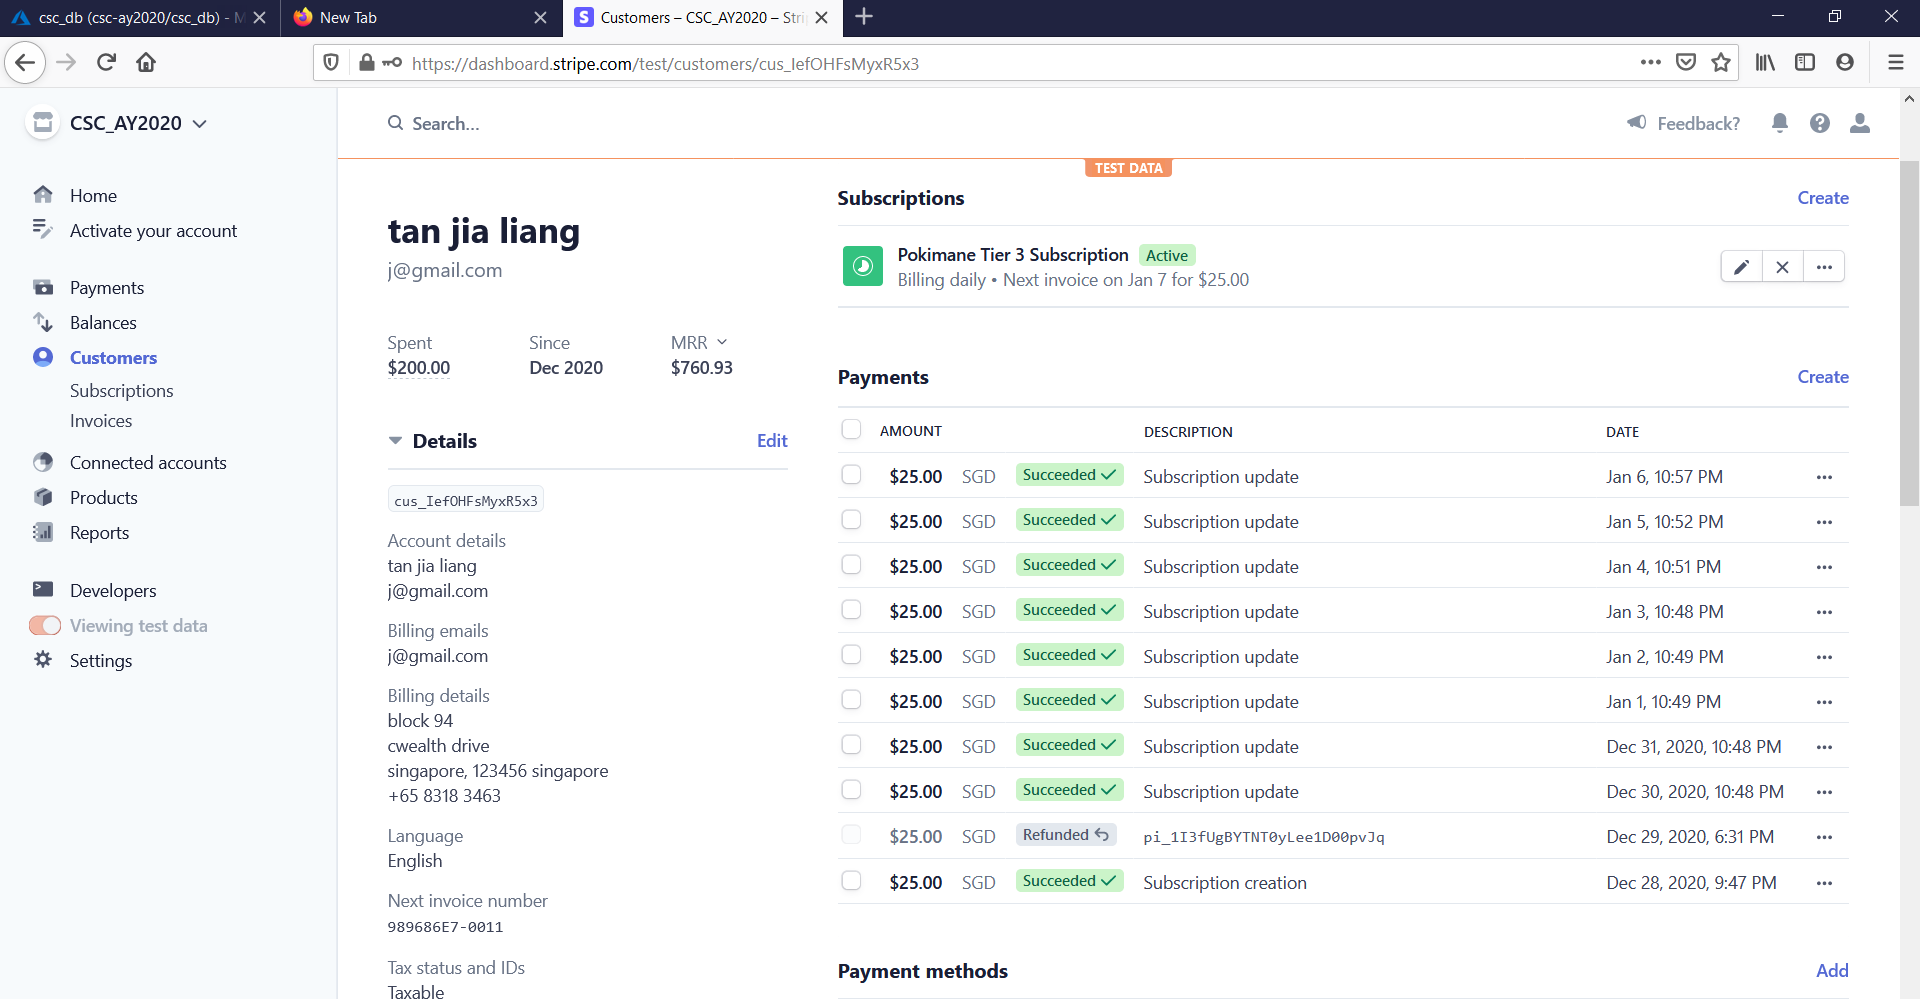 csc_db (csc-ay2020/csc_db) - M
New Tab
Customers – CSC_AY2020 – Stri
https://dashboard.stripe.com/test/customers/cus_IefOHFsMyxR5x3
CSC_AY2020
Search...
Feedback?
TEST DATA
Home
Activate your account
Payments
Balances
Customers
Subscriptions
Invoices
Connected accounts
Products
Reports
Developers
Viewing test data
Settings
tan jia liang
j@gmail.com
Spent Since MRR
$200.00 Dec 2020 $760.93
Details Edit
cus_IefOHFsMyxR5x3
Account details
tan jia liang
j@gmail.com
Billing emails
j@gmail.com
Billing details
block 94
cwealth drive
singapore, 123456 singapore
+65 8318 3463
Language
English
Next invoice number
989686E7-0011
Tax status and IDs
Taxable
Subscriptions Create
Pokimane Tier 3 Subscription Active
Billing daily • Next invoice on Jan 7 for $25.00
Payments Create
AMOUNT DESCRIPTION DATE
$25.00 SGD Succeeded Subscription update Jan 6, 10:57 PM
$25.00 SGD Succeeded Subscription update Jan 5, 10:52 PM
$25.00 SGD Succeeded Subscription update Jan 4, 10:51 PM
$25.00 SGD Succeeded Subscription update Jan 3, 10:48 PM
$25.00 SGD Succeeded Subscription update Jan 2, 10:49 PM
$25.00 SGD Succeeded Subscription update Jan 1, 10:49 PM
$25.00 SGD Succeeded Subscription update Dec 31, 2020, 10:48 PM
$25.00 SGD Succeeded Subscription update Dec 30, 2020, 10:48 PM
$25.00 SGD Refunded pi_1I3fUgBYTNT0yLee1D00pvJq Dec 29, 2020, 6:31 PM
$25.00 SGD Succeeded Subscription creation Dec 28, 2020, 9:47 PM
Payment methods Add